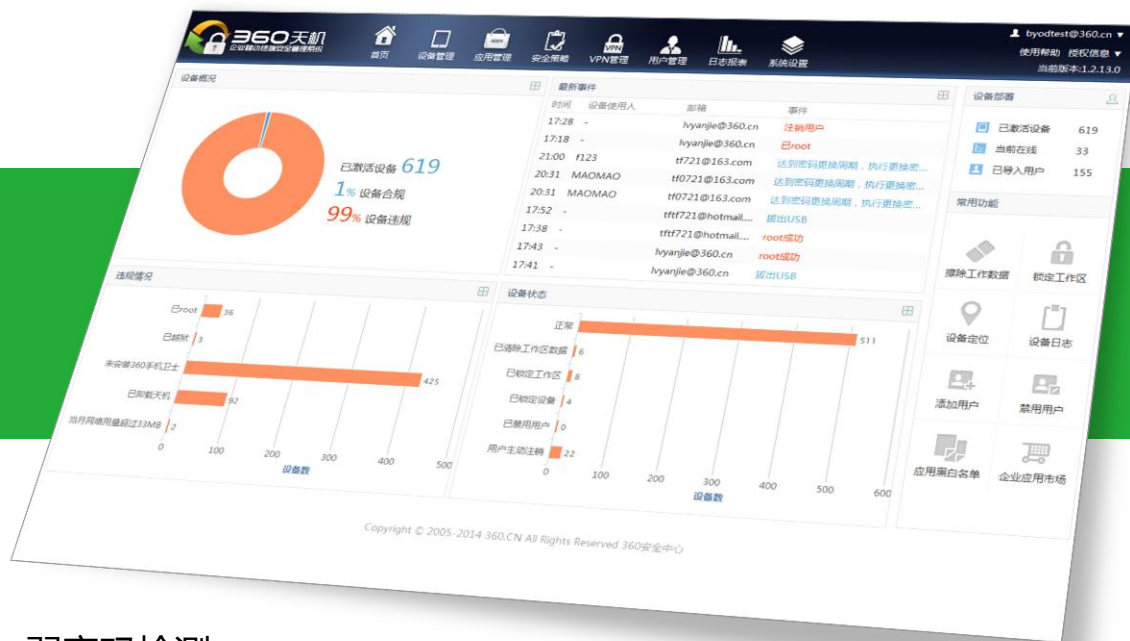 360天机
企业移动终端安全管理系统
首页
设备管理
应用管理
安全策略
VPN
VPN管理
用户管理
日志报表
系统设置
byodtest@360.cn
使用帮助 授权信息
当前版本:1.2.13.0
设备概况
已激活设备 619
1% 设备合规
99% 设备违规
最新事件
时间 设备使用人 邮箱 事件
17:28 - lvyanjie@360.cn 注销用户
17:18 - lvyanjie@360.cn 已root
21:00 f123 tf721@163.com 达到密码更换周期，执行更换密...
20:31 MAOMAO tf0721@163.com 达到密码更换周期，执行更换密...
20:31 MAOMAO tf0721@163.com 达到密码更换周期，执行更换密...
17:52 - tftf721@hotmail.... 拔出USB
17:38 - tftf721@hotmail.... root成功
17:43 - lvyanjie@360.cn root成功
17:41 - lvyanjie@360.cn 拔出USB
设备部署
已激活设备 619
当前在线 33
已导入用户 155
常用功能
擦除工作数据 锁定工作区
设备定位 设备日志
添加用户 禁用用户
应用黑白名单 企业应用市场
违规情况
已root 36
已越狱 3
未安装360手机卫士 425
已卸载天机 92
当月网络用量超过33MB 2
0 100 200 300 400 500
设备数
设备状态
正常 511
已清除工作区数据 6
已锁定工作区 8
已锁定设备 4
已禁用用户 0
用户主动注销 22
0 100 200 300 400 500 600
设备数
Copyright © 2005-2014 360.CN All Rights Reserved 360安全中心